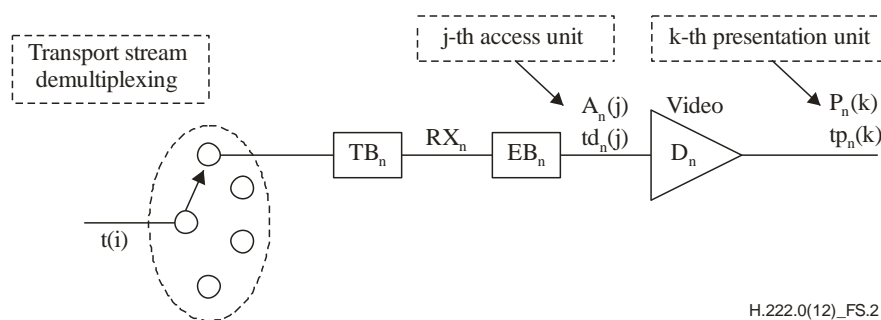 Transport stream
demultiplexing
j-th access unit
k-th presentation unit
A_n(j)
td_n(j)
Video
P_n(k)
tp_n(k)
TB_n
RX_n
EB_n
D_n
t(i)
H.222.0(12)_FS.2